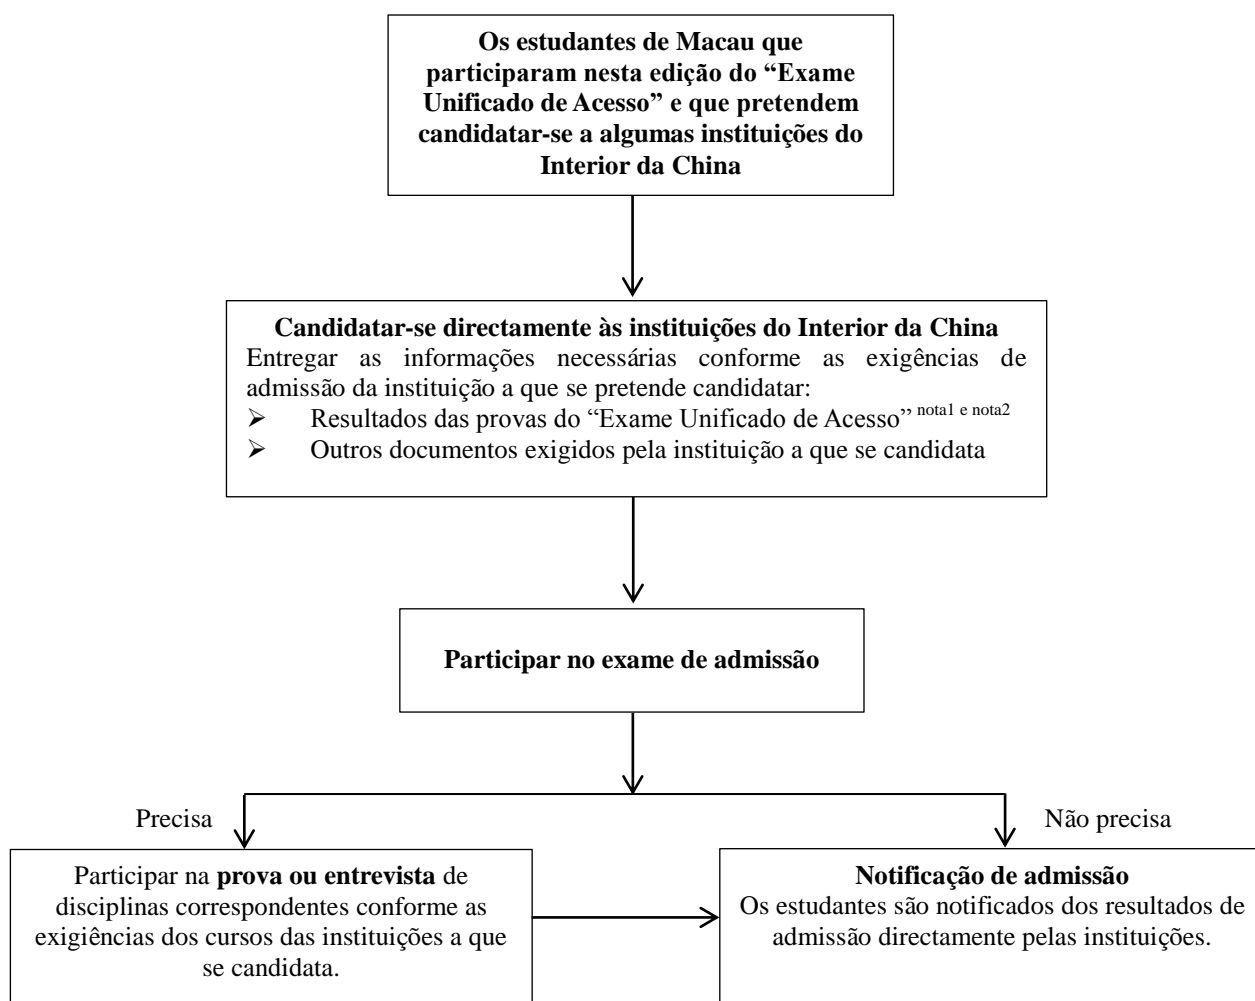 Os estudantes de Macau que
participaram nesta edição do “Exame
Unificado de Acesso” e que pretendem
candidatar-se a algumas instituições do
Interior da China
Candidatar-se directamente às instituições do Interior da China
Entregar as informações necessárias conforme as exigências de
admissão da instituição a que se pretende candidatar:
➢ Resultados das provas do “Exame Unificado de Acesso” nota1 e nota2
➢ Outros documentos exigidos pela instituição a que se candidata
Participar no exame de admissão
Precisa
Não precisa
Participar na prova ou entrevista de
disciplinas correspondentes conforme as
exigiências dos cursos das instituições a que
se candidata.
Notificação de admissão
Os estudantes são notificados dos resultados de
admissão directamente pelas instituições.